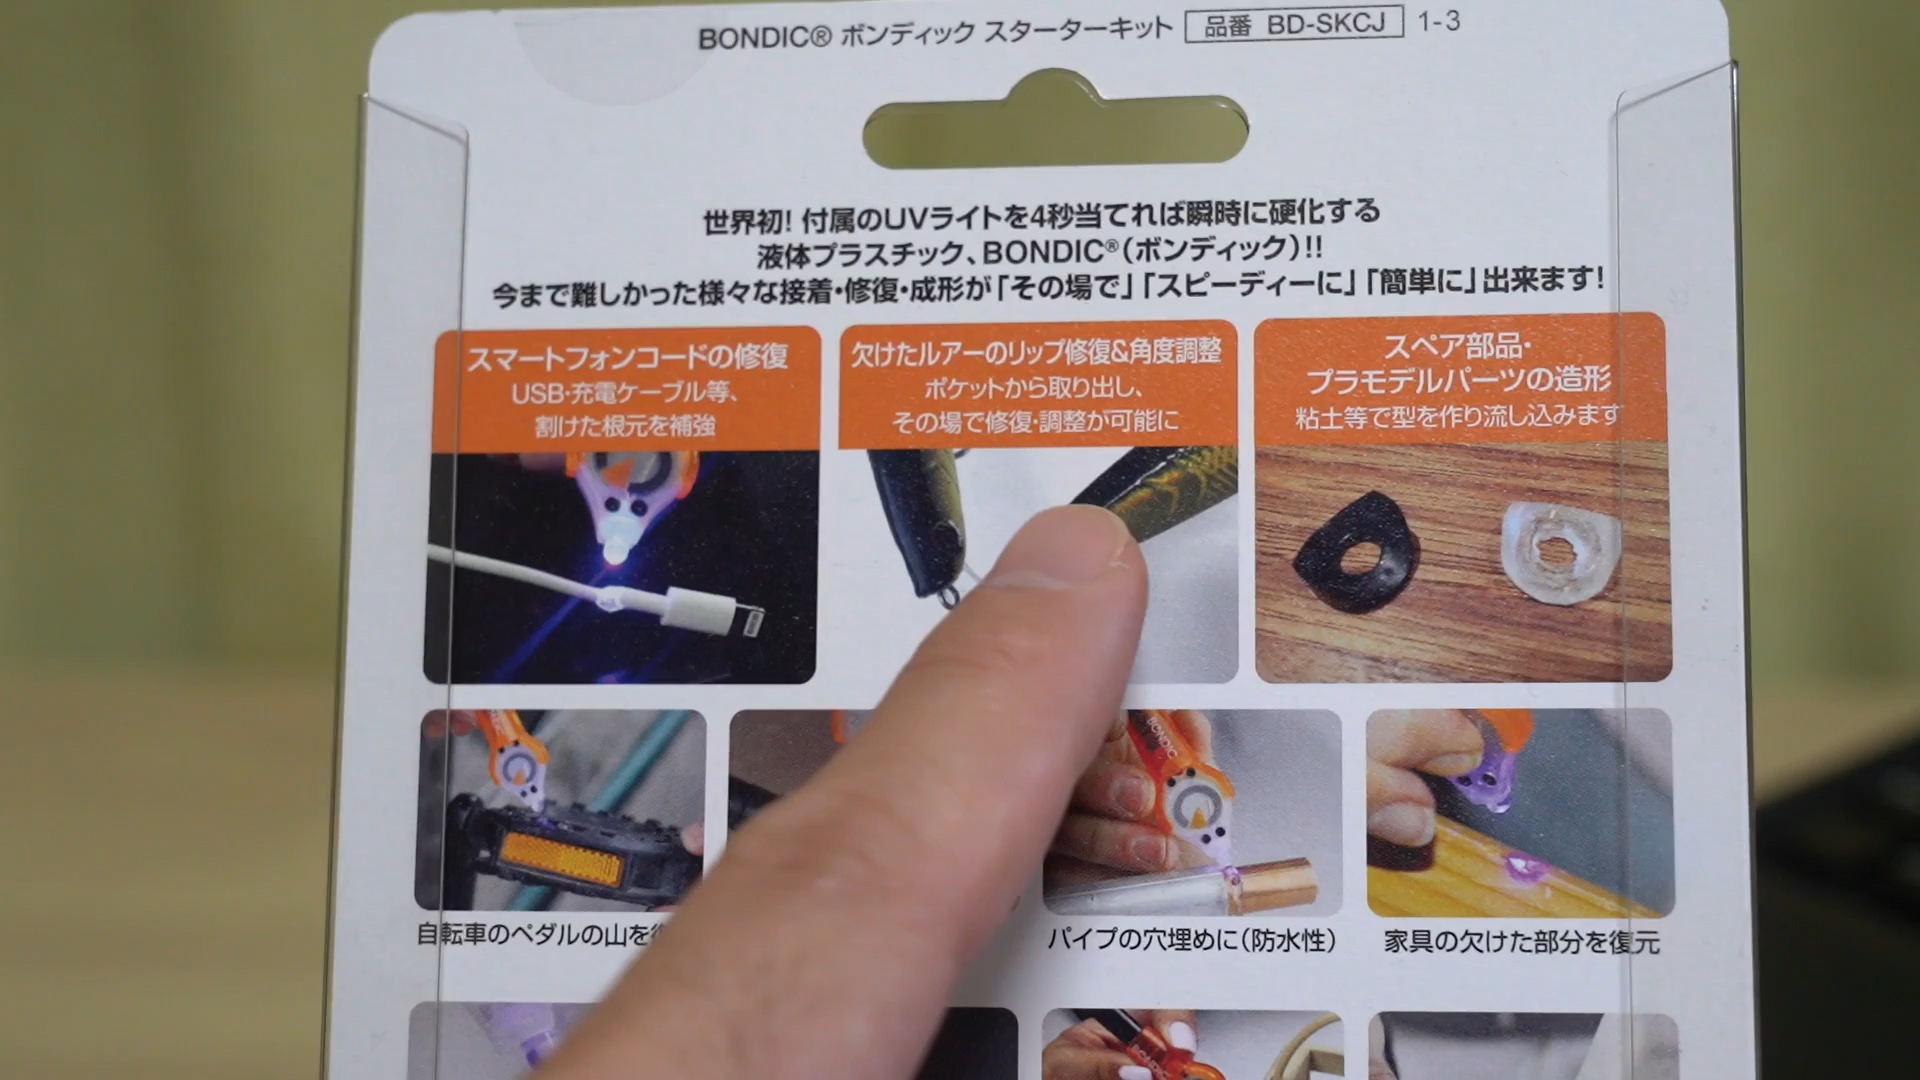 BONDIC® ボンディック スターターキット 品番 BD-SKCJ 1-3
世界初! 付属のUVライトを4秒当てれば瞬時に硬化する
液体プラスチック、BONDIC®(ボンディック)!!
今まで難しかった様々な接着・修復・成形が「その場で」「スピーディーに」「簡単に」出来ます!
スマートフォンコードの修復
USB・充電ケーブル等、
割けた根元を補強
欠けたルアーのリップ修復&角度調整
ポケットから取り出し、
その場で修復・調整が可能に
スペア部品・
プラモデルパーツの造形
粘土等で型を作り流し込みます
BONDIC
自転車のペダルの山を
パイプの穴埋めに(防水性)
家具の欠けた部分を復元
BONDIC